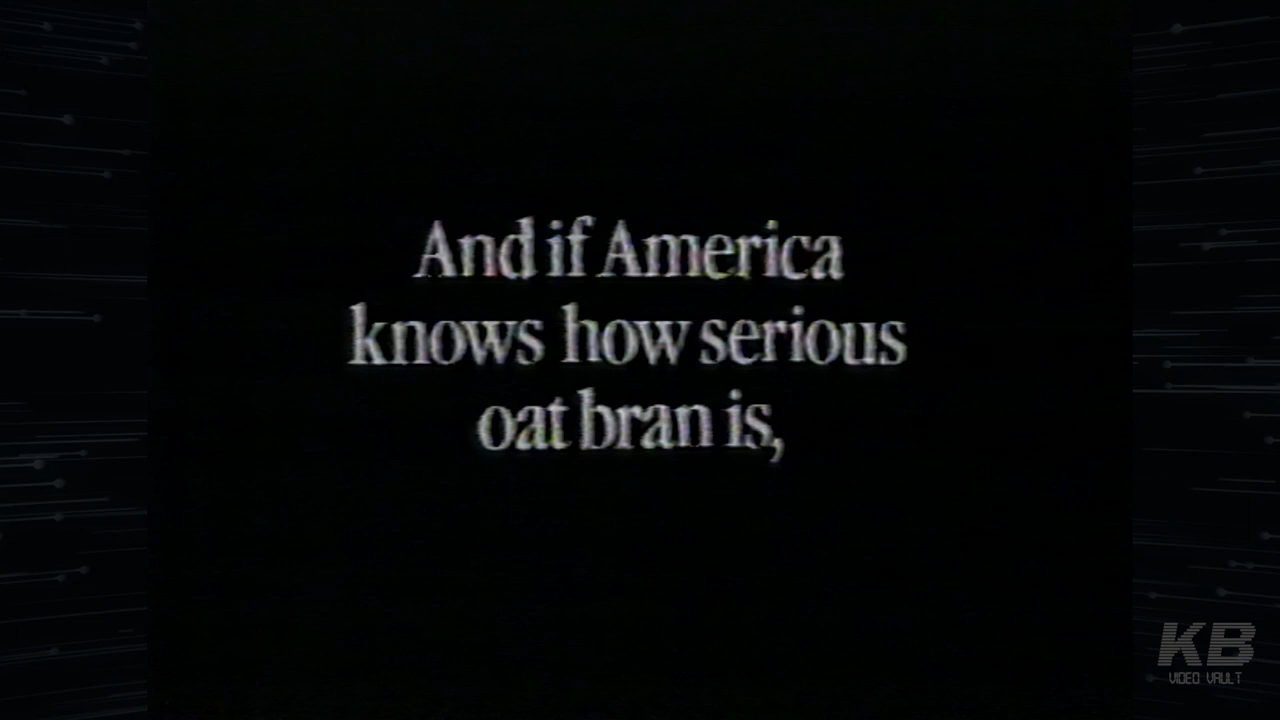 And if America
knows how serious
oat bran is,
KB
VIDEO VAULT